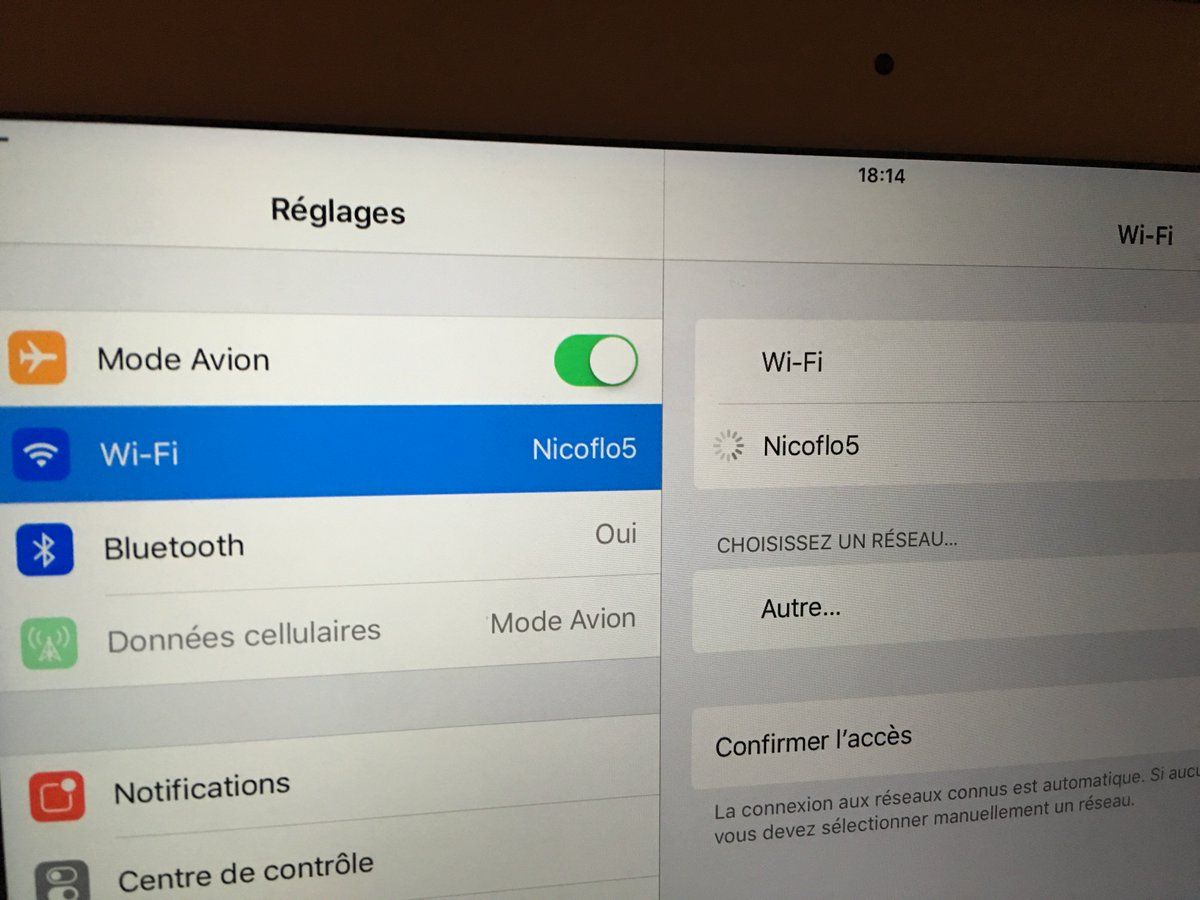 Réglages
Mode Avion
Wi-Fi
Nicoflo5
Bluetooth
Oui
Données cellulaires
Mode Avion
Notifications
Centre de contrôle
18:14
Wi-Fi
Wi-Fi
Nicoflo5
CHOISISSEZ UN RÉSEAU...
Autre...
Confirmer l'accès
La connexion aux réseaux connus est automatique. Si
vous devez sélectionner manuellement un réseau.